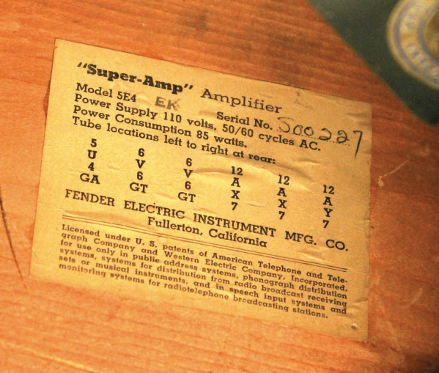 "Super-Amp" Amplifier
Model 5E4 EK Serial No. S00227
Power Supply 110 volts, 50/60 cycles AC.
Power Consumption 85 watts.
Tube locations left to right at rear:
5 6 6 12 12 12
U V V A A A
4 6 6 X X Y
GA GT GT 7 7 7
FENDER ELECTRIC INSTRUMENT MFG. CO.
Fullerton, California
Licensed under U. S. patents of American Telephone and Tele-
graph Company and Western Electric Company, Incorporated,
for use only in public address systems, phonograph distribution
systems, systems for distribution from radio broadcast receiving
sets or musical instruments, and in speech input systems and
monitoring systems for radiotelephone broadcasting stations.